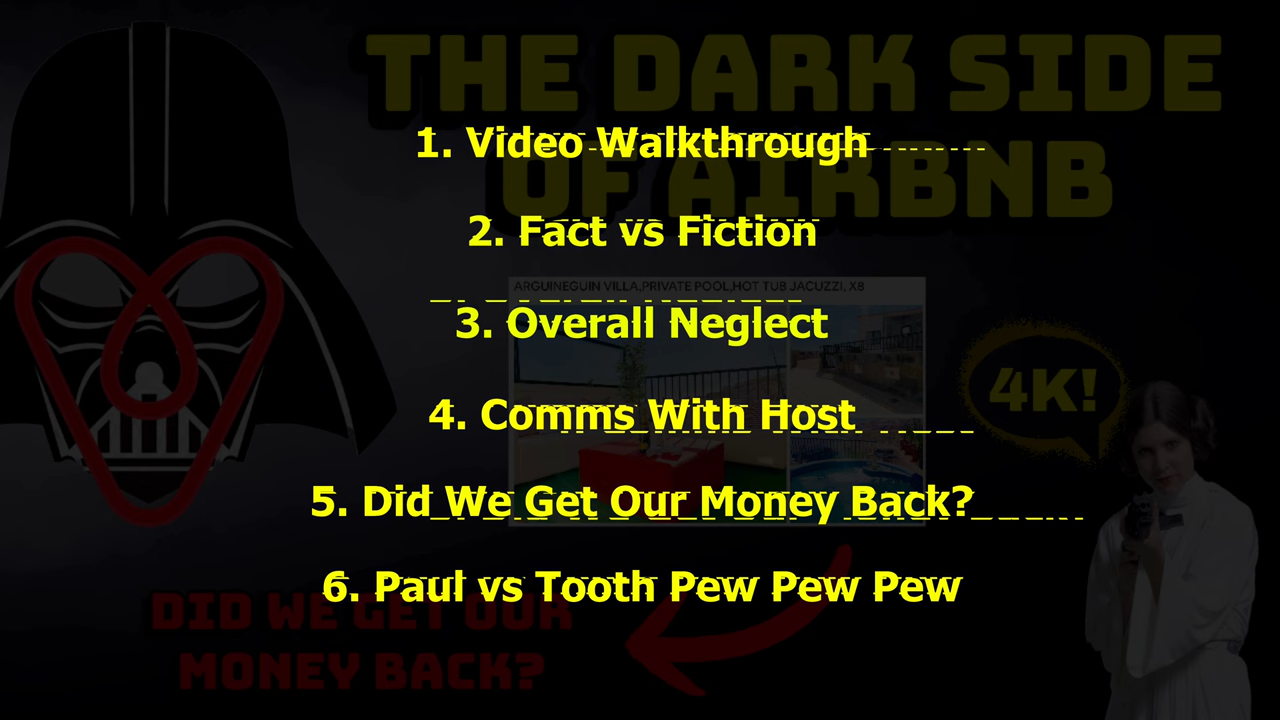 THE DARK SIDE
OF AIRBNB
1. Video Walkthrough
2. Fact vs Fiction
ARGUINEGUIN VILLA,PRIVATE POOL,HOT TUB JACUZZI, X8
3. Overall Neglect
4K!
4. Comms With Host
5. Did We Get Our Money Back?
6. Paul vs Tooth Pew Pew Pew
DID WE GET OUR
MONEY BACK?